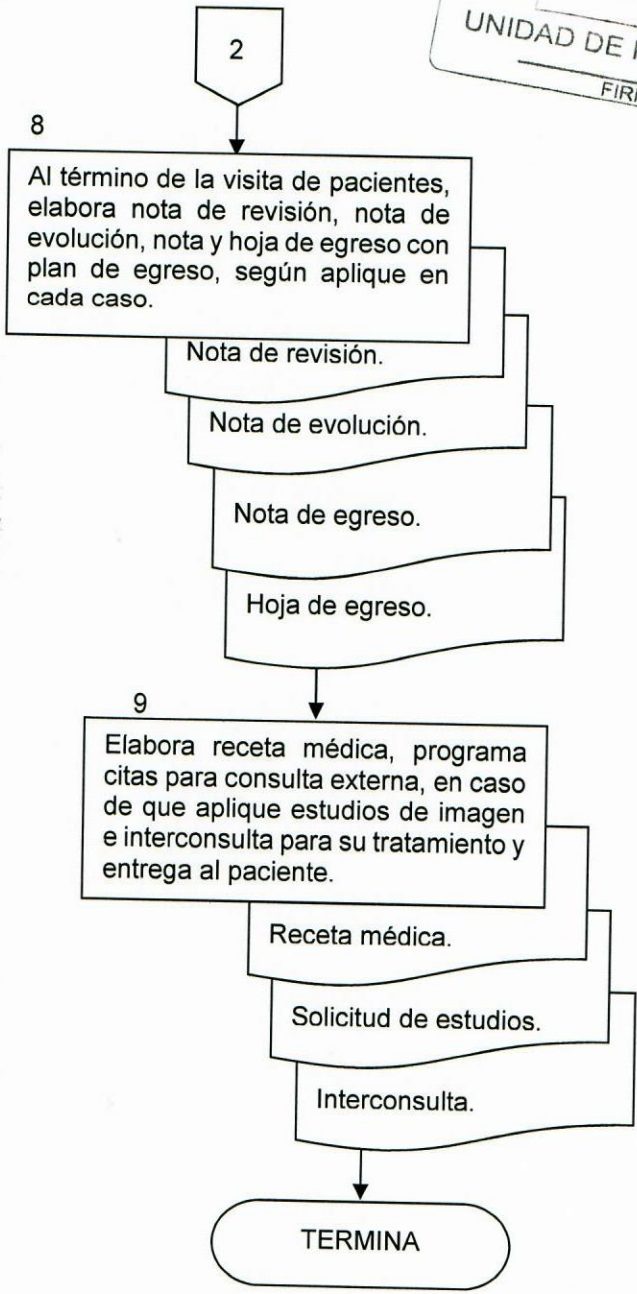 2
UNIDAD DE
8
Al término de la visita de pacientes,
elabora nota de revisión, nota de
evolución, nota y hoja de egreso con
plan de egreso, según aplique en
cada caso.
Nota de revisión.
Nota de evolución.
Nota de egreso.
Hoja de egreso.
9
Elabora receta médica, programa
citas para consulta externa, en caso
de que aplique estudios de imagen
e interconsulta para su tratamiento y
entrega al paciente.
Receta médica.
Solicitud de estudios.
Interconsulta.
TERMINA